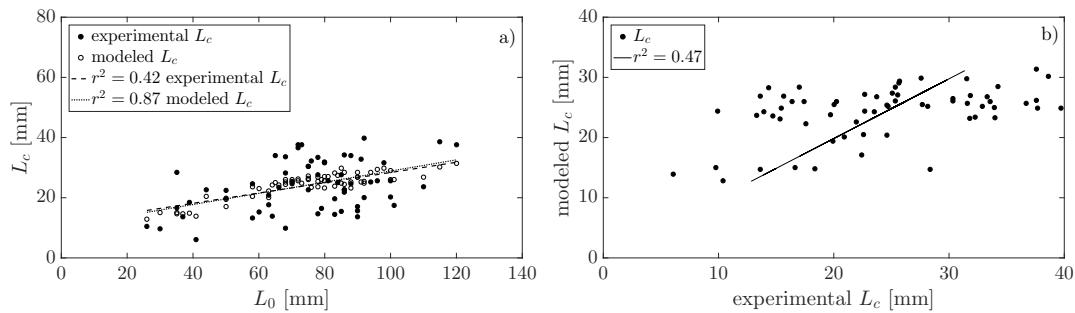 80
60
40
20
0
0 20 40 60 80 100 120 140
L_c [mm]
L_0 [mm]
a)
experimental L_c
modeled L_c
r^2 = 0.42 experimental L_c
r^2 = 0.87 modeled L_c
40
30
20
10
0
0 10 20 30 40
modeled L_c [mm]
experimental L_c [mm]
b)
L_c
r^2 = 0.47